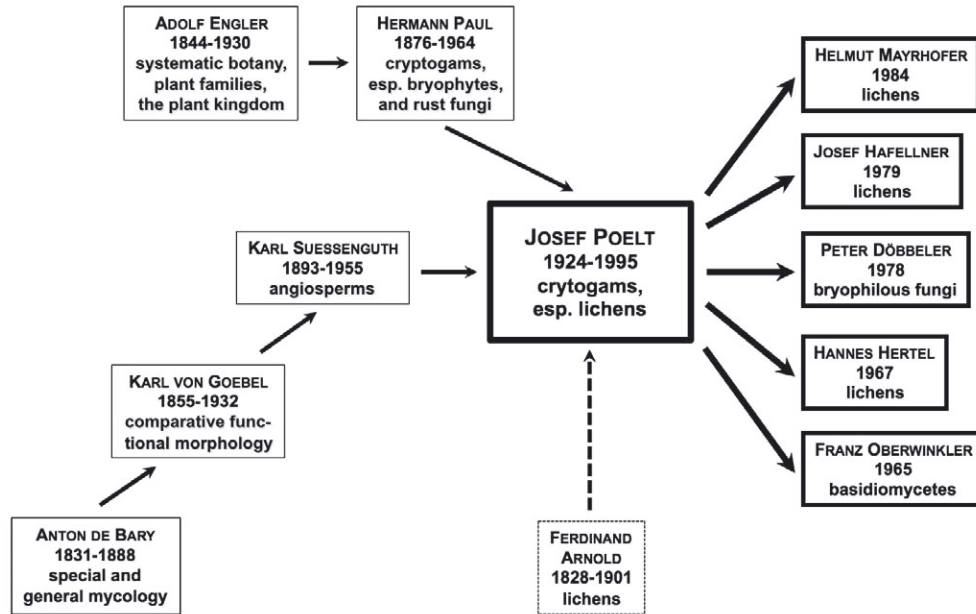 ADOLF ENGLER
1844-1930
systematic botany,
plant families,
the plant kingdom
HERMANN PAUL
1876-1964
cryptogams,
esp. bryophytes,
and rust fungi
HELMUT MAYRHOFER
1984
lichens
JOSEF HAFELLNER
1979
lichens
KARL SUESSENGUTH
1893-1955
angiosperms
JOSEF POELT
1924-1995
crytogams,
esp. lichens
PETER DÖBBELER
1978
bryophilous fungi
KARL VON GOEBEL
1855-1932
comparative func-
tional morphology
HANNES HERTEL
1967
lichens
FRANZ OBERWINKLER
1965
basidiomycetes
ANTON DE BARY
1831-1888
special and
general mycology
FERDINAND
ARNOLD
1828-1901
lichens